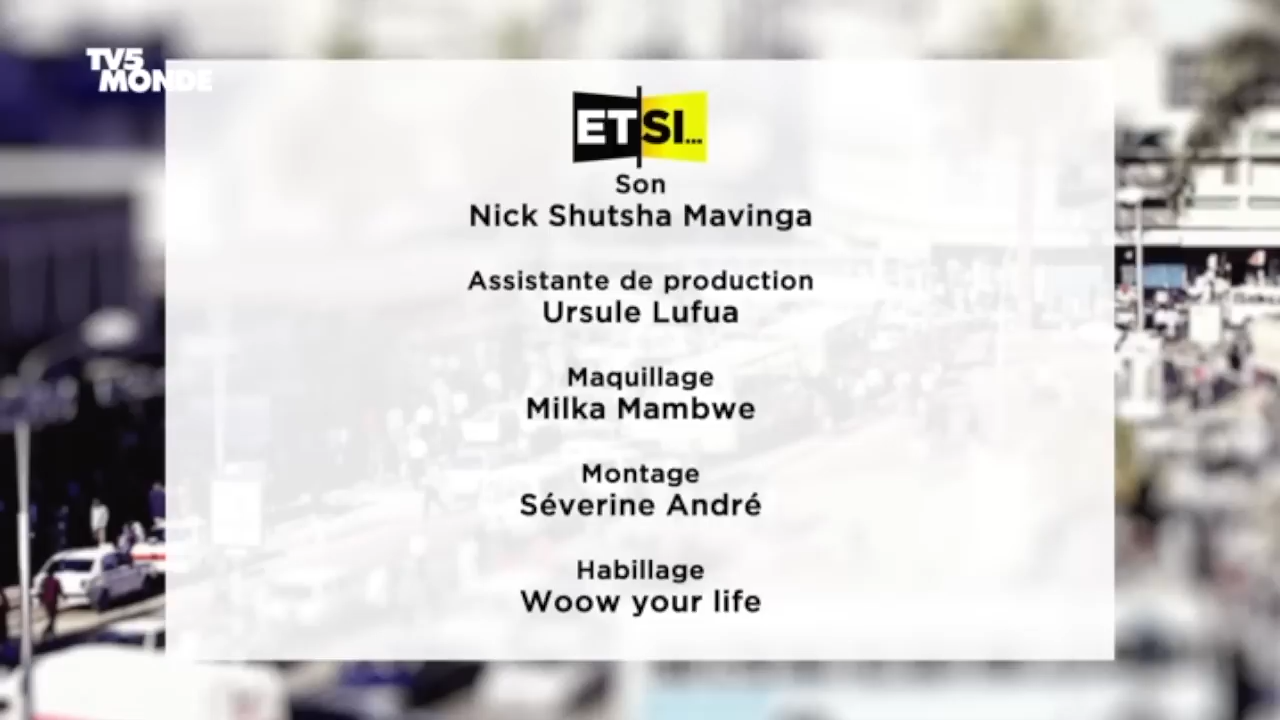 TV5
MONDE
ET SI...
Son
Nick Shutsha Mavinga
Assistante de production
Ursule Lufua
Maquillage
Milka Mambwe
Montage
Séverine André
Habillage
Woow your life